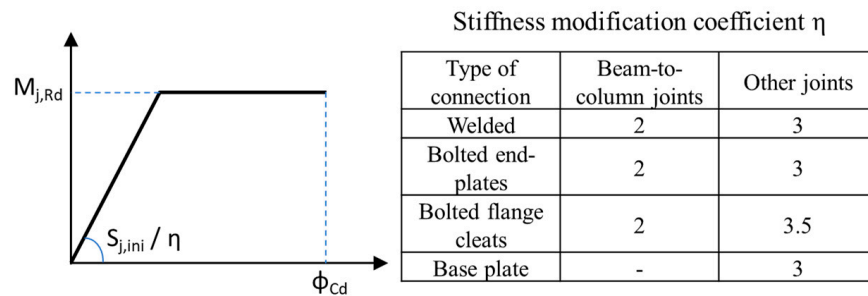 Stiffness modification coefficient η
M_j,Rd
S_j,ini / η
ϕ_Cd
Type of connection Beam-to-column joints Other joints
Welded 2 3
Bolted end-plates 2 3
Bolted flange cleats 2 3.5
Base plate - 3